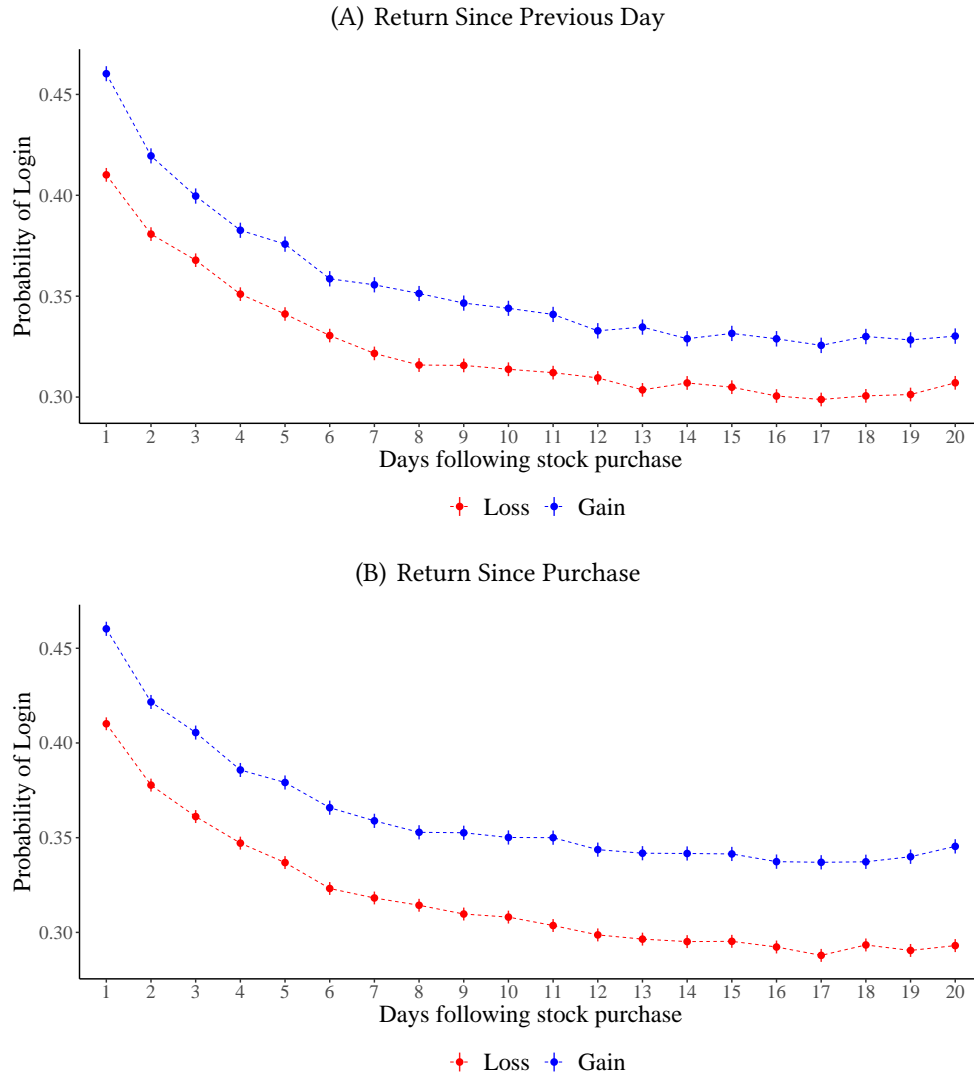 (A) Return Since Previous Day
Probability of Login
0.45
0.40
0.35
0.30
1 2 3 4 5 6 7 8 9 10 11 12 13 14 15 16 17 18 19 20
Days following stock purchase
Loss Gain
(B) Return Since Purchase
Probability of Login
0.45
0.40
0.35
0.30
1 2 3 4 5 6 7 8 9 10 11 12 13 14 15 16 17 18 19 20
Days following stock purchase
Loss Gain